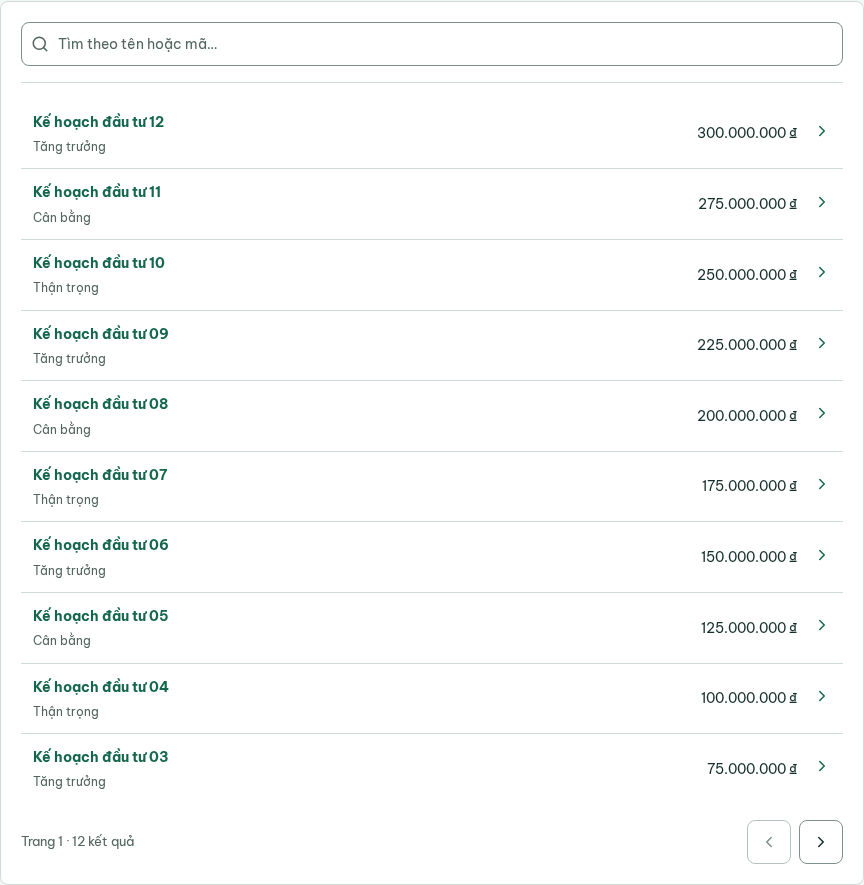 Tìm theo tên hoặc mã...
Kế hoạch đầu tư 12
300.000.000 ₫
Tăng trưởng
Kế hoạch đầu tư 11
275.000.000 ₫
Cân bằng
Kế hoạch đầu tư 10
250.000.000 ₫
Thận trọng
Kế hoạch đầu tư 09
225.000.000 ₫
Tăng trưởng
Kế hoạch đầu tư 08
200.000.000 ₫
Cân bằng
Kế hoạch đầu tư 07
175.000.000 ₫
Thận trọng
Kế hoạch đầu tư 06
150.000.000 ₫
Tăng trưởng
Kế hoạch đầu tư 05
125.000.000 ₫
Cân bằng
Kế hoạch đầu tư 04
100.000.000 ₫
Thận trọng
Kế hoạch đầu tư 03
75.000.000 ₫
Tăng trưởng
Trang 1 · 12 kết quả